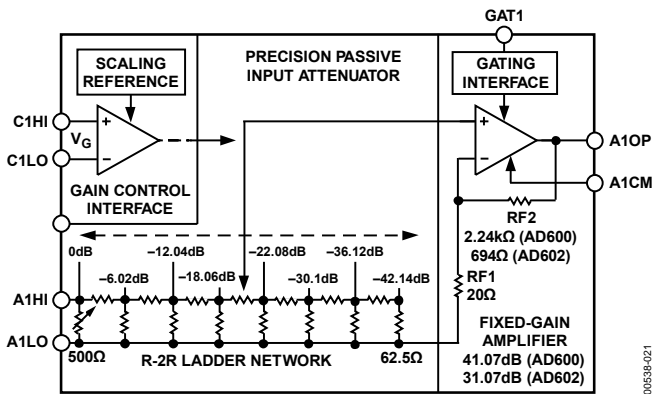 GAT1
SCALING
REFERENCE
PRECISION PASSIVE
INPUT ATTENUATOR
GATING
INTERFACE
C1HI
+
VG
C1LO
–
GAIN CONTROL
INTERFACE
+
–
A1OP
A1CM
RF2
2.24kΩ (AD600)
694Ω (AD602)
0dB
–12.04dB
–22.08dB
–36.12dB
–6.02dB
–18.06dB
–30.1dB
–42.14dB
RF1
20Ω
A1HI
A1LO
500Ω
R-2R LADDER NETWORK
62.5Ω
FIXED-GAIN
AMPLIFIER
41.07dB (AD600)
31.07dB (AD602)
00538-021